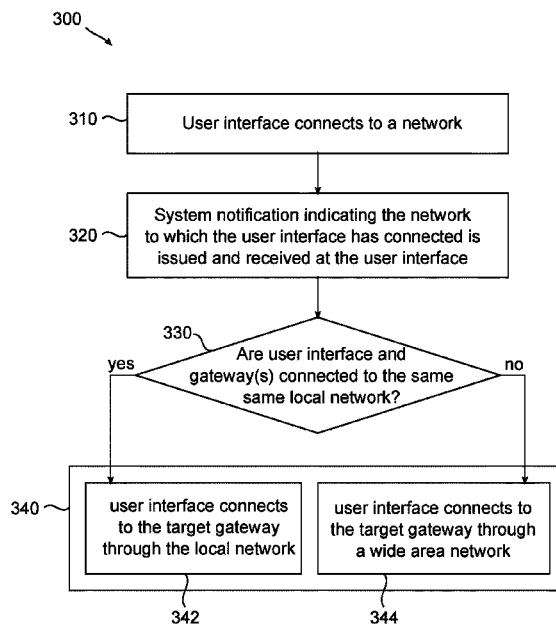 300
310
User interface connects to a network
320
System notification indicating the network
to which the user interface has connected is
issued and received at the user interface
330
yes
Are user interface and
gateway(s) connected to the same
same local network?
no
340
user interface connects
to the target gateway
through the local network
user interface connects to
the target gateway through
a wide area network
342
344